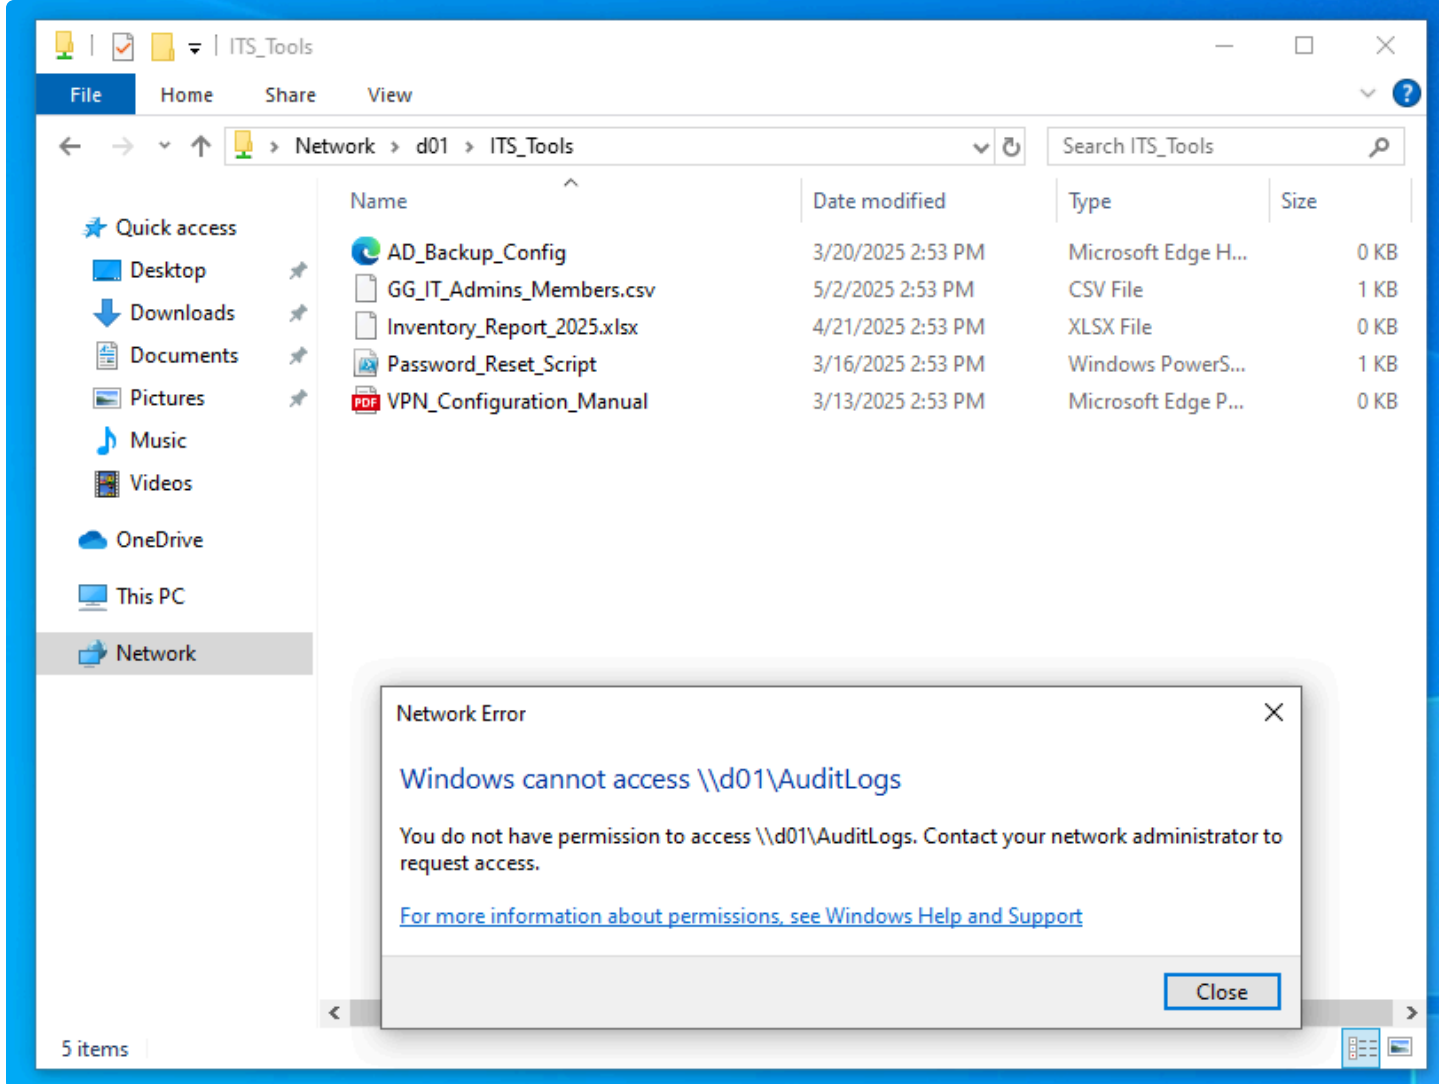 ITS_Tools
File Home Share View
?
Network > d01 > ITS_Tools
Search ITS_Tools
Name Date modified Type Size
Quick access
Desktop
Downloads
Documents
Pictures
Music
Videos
OneDrive
This PC
Network
AD_Backup_Config 3/20/2025 2:53 PM Microsoft Edge H... 0 KB
GG_IT_Admins_Members.csv 5/2/2025 2:53 PM CSV File 1 KB
Inventory_Report_2025.xlsx 4/21/2025 2:53 PM XLSX File 0 KB
Password_Reset_Script 3/16/2025 2:53 PM Windows PowerS... 1 KB
PDF VPN_Configuration_Manual 3/13/2025 2:53 PM Microsoft Edge P... 0 KB
Network Error
Windows cannot access \\d01\AuditLogs
You do not have permission to access \\d01\AuditLogs. Contact your network administrator to
request access.
For more information about permissions, see Windows Help and Support
Close
5 items